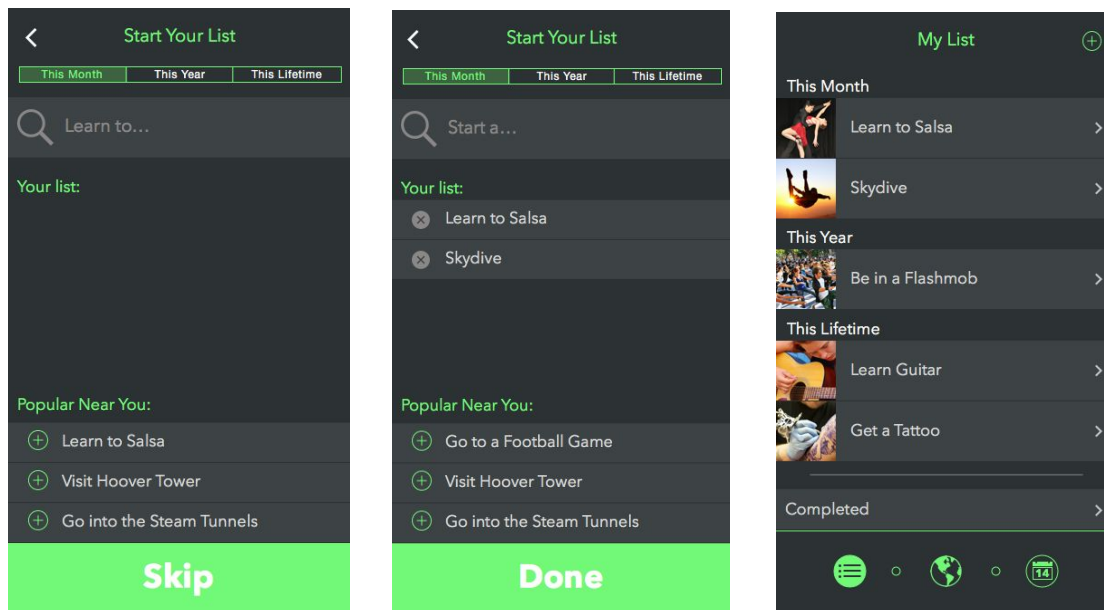 Start Your List
This Month This Year This Lifetime
Learn to...
Your list:
Popular Near You:
Learn to Salsa
Visit Hoover Tower
Go into the Steam Tunnels
Skip
Start Your List
This Month This Year This Lifetime
Start a...
Your list:
Learn to Salsa
Skydive
Popular Near You:
Go to a Football Game
Visit Hoover Tower
Go into the Steam Tunnels
Done
My List
This Month
Learn to Salsa
Skydive
This Year
Be in a Flashmob
This Lifetime
Learn Guitar
Get a Tattoo
Completed
14